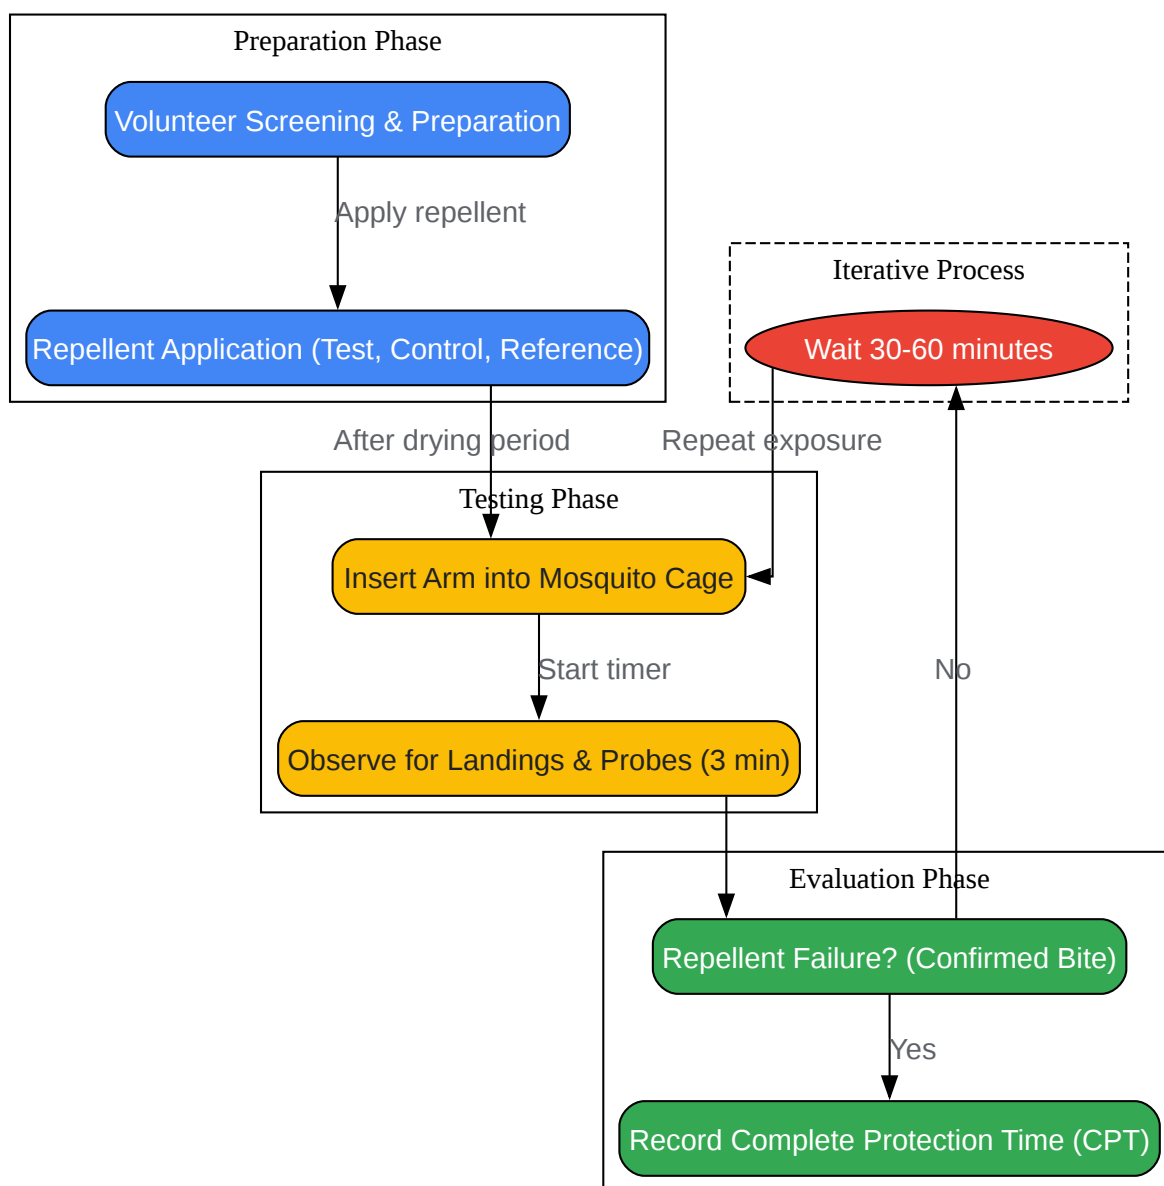 Preparation Phase
Volunteer Screening & Preparation
Apply repellent
Repellent Application (Test, Control, Reference)
Iterative Process
Wait 30-60 minutes
After drying period
Repeat exposure
Testing Phase
Insert Arm into Mosquito Cage
Start timer
No
Observe for Landings & Probes (3 min)
Evaluation Phase
Repellent Failure? (Confirmed Bite)
Yes
Record Complete Protection Time (CPT)